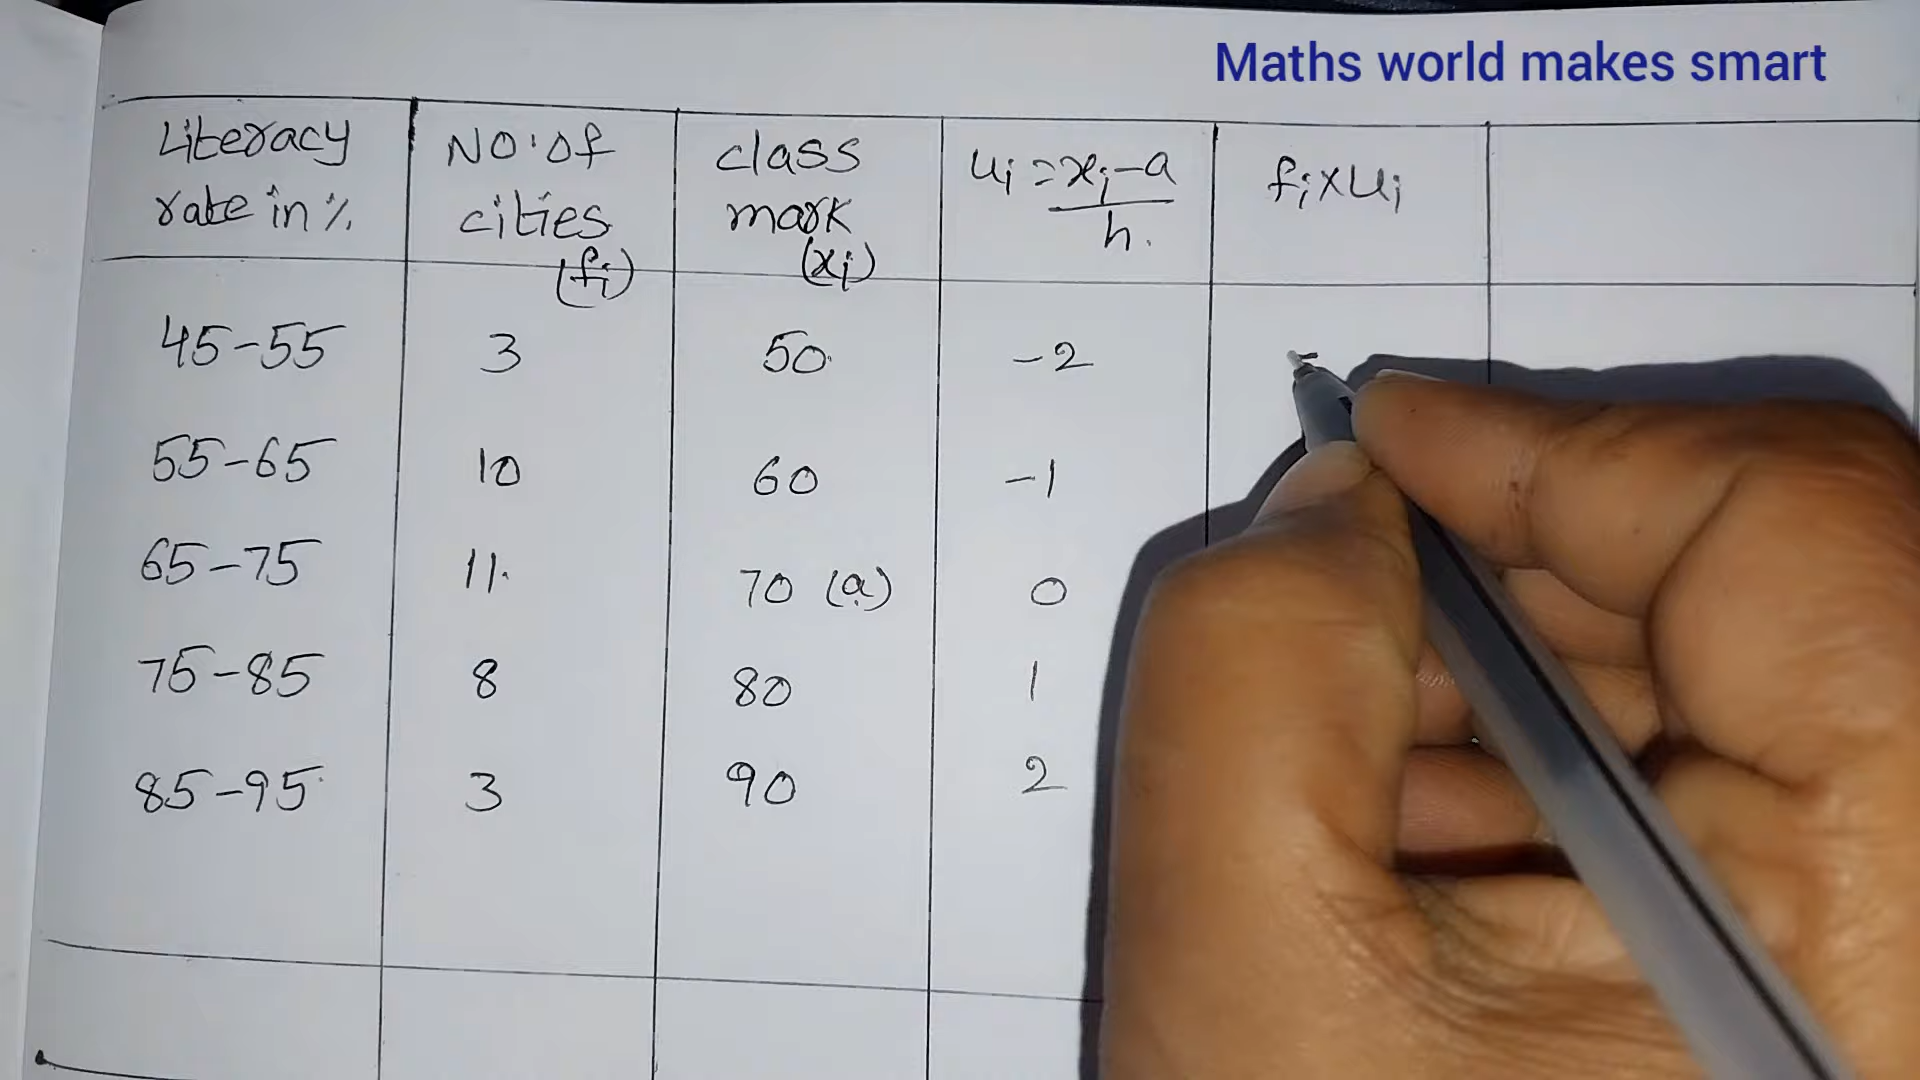 Maths world makes smart
Literacy rate in %
No. of cities (fi)
class mark (xi)
ui = xi-a / h.
fi×ui
45-55 3 50 -2 -
55-65 10 60 -1
65-75 11 70 (a) 0
75-85 8 80 1
85-95 3 90 2